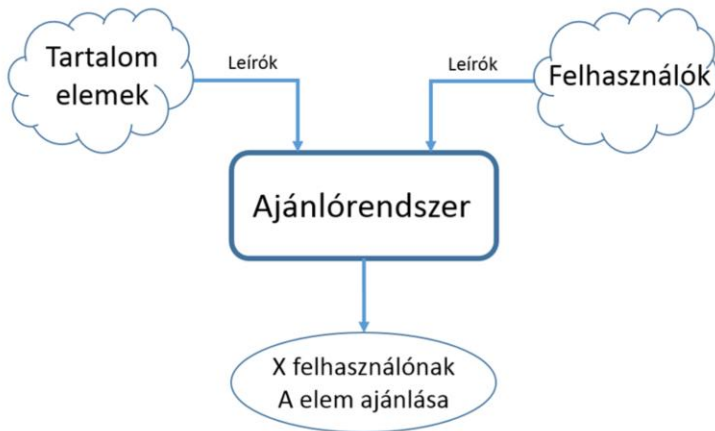 Tartalom
elemek
Leírók
Leírók
Felhasználók
Ajánlórendszer
X felhasználónak
A elem ajánlása